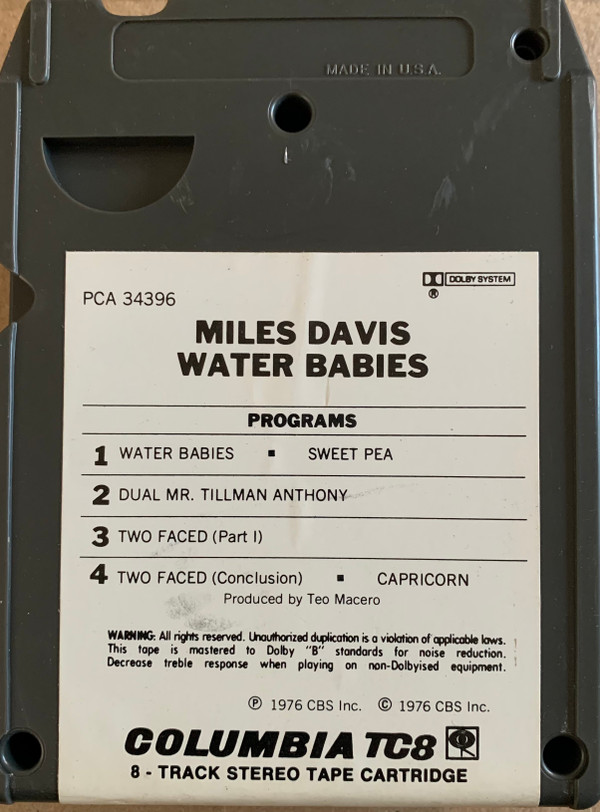 MADE IN U.S.A.
DOLBY SYSTEM
®
PCA 34396
MILES DAVIS
WATER BABIES
PROGRAMS
1 WATER BABIES ▪ SWEET PEA
2 DUAL MR. TILLMAN ANTHONY
3 TWO FACED (Part I)
4 TWO FACED (Conclusion) ▪ CAPRICORN
Produced by Teo Macero
WARNING: All rights reserved. Unauthorized duplication is a violation of applicable laws.
This tape is mastered to Dolby "B" standards for noise reduction.
Decrease treble response when playing on non-Dolbyised equipment.
℗ 1976 CBS Inc. © 1976 CBS Inc.
COLUMBIA TC8
8 - TRACK STEREO TAPE CARTRIDGE